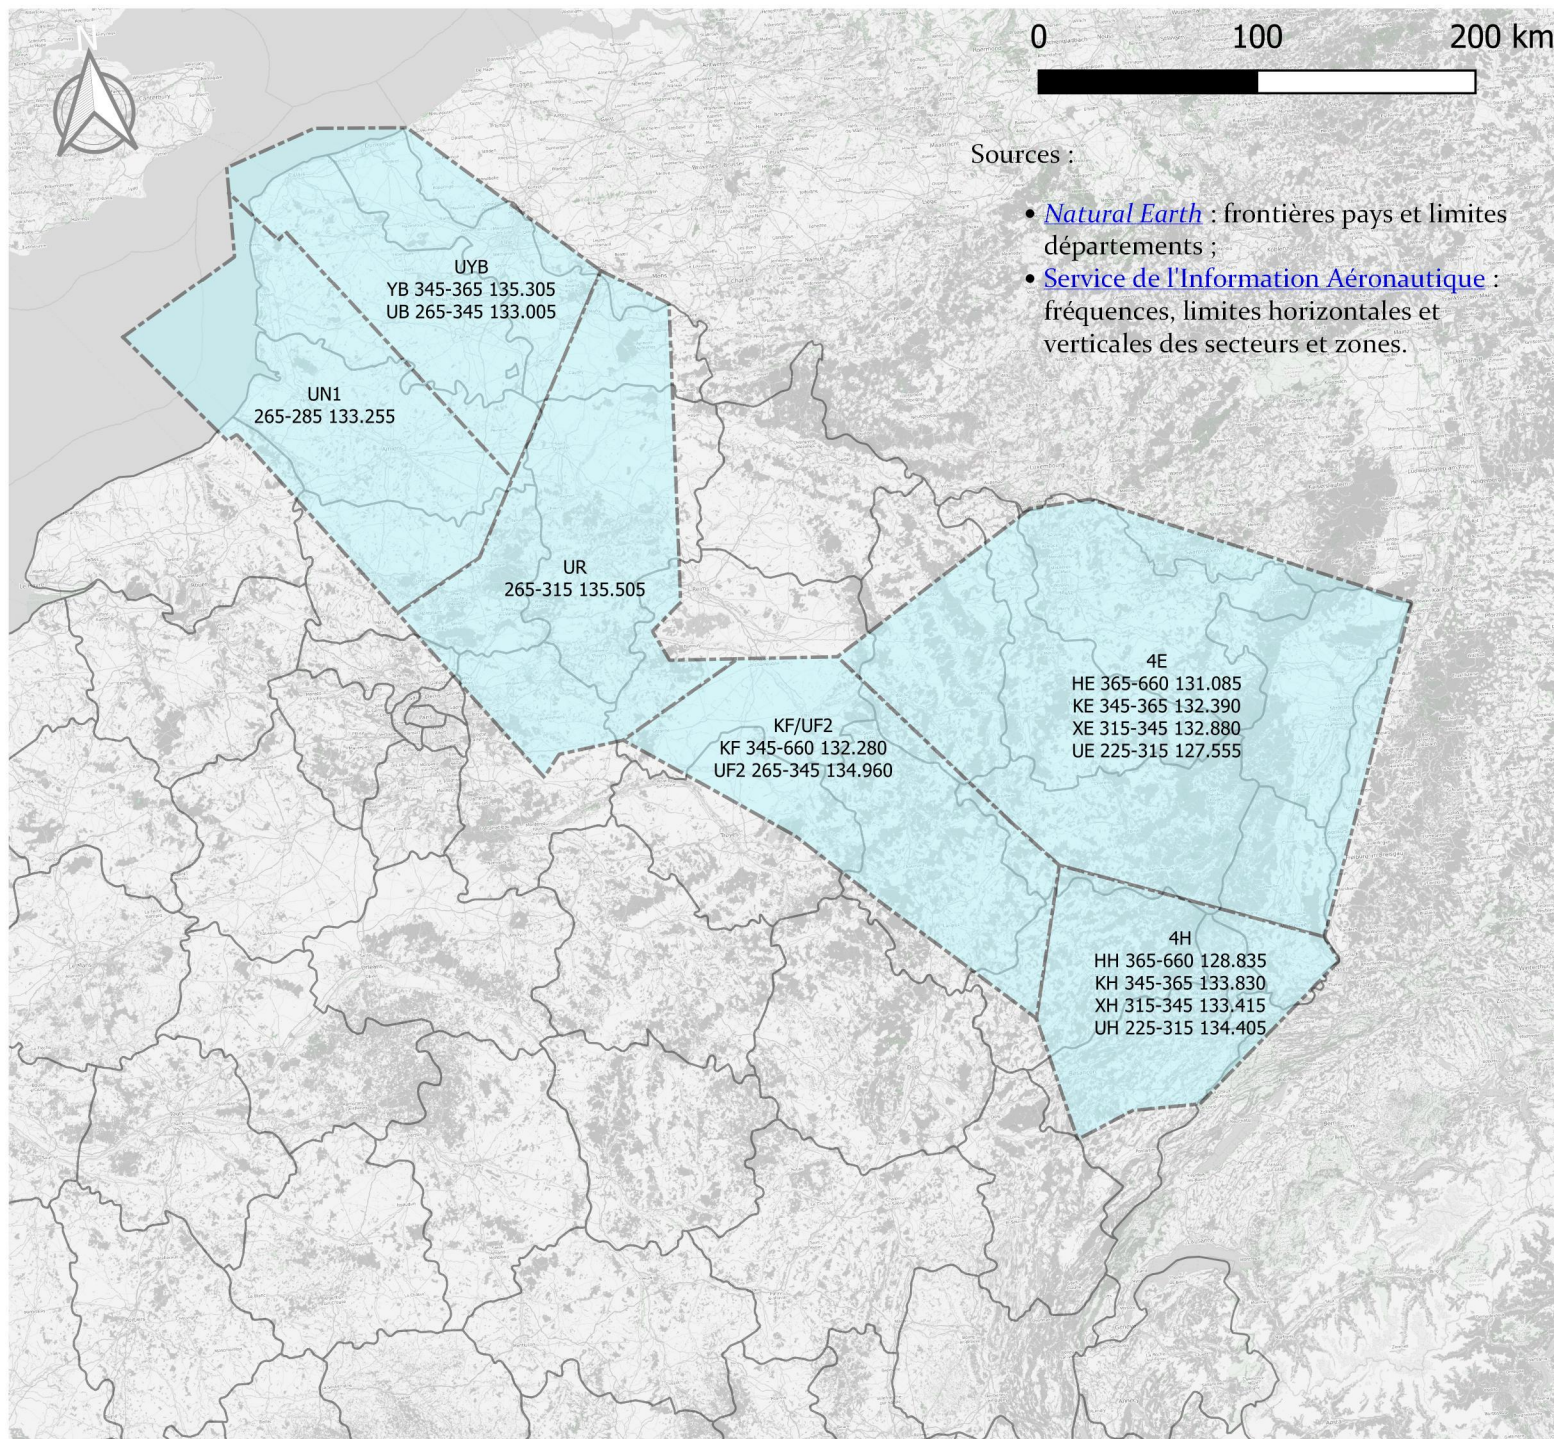 N
0 100 200 km
Sources :
• Natural Earth : frontières pays et limites
départements ;
• Service de l'Information Aéronautique :
fréquences, limites horizontales et
verticales des secteurs et zones.
UYB
YB 345-365 135.305
UB 265-345 133.005
UN1
265-285 133.255
UR
265-315 135.505
4E
HE 365-660 131.085
KE 345-365 132.390
XE 315-345 132.880
UE 225-315 127.555
KF/UF2
KF 345-660 132.280
UF2 265-345 134.960
4H
HH 365-660 128.835
KH 345-365 133.830
XH 315-345 133.415
UH 225-315 134.405